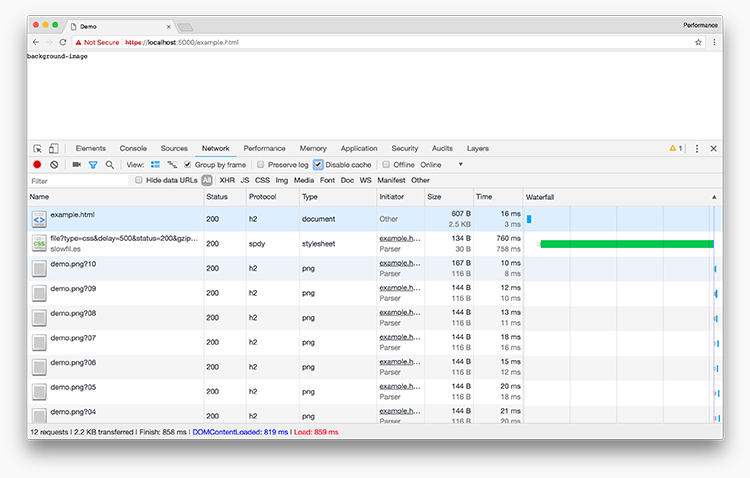 Demo
Performance
Not Secure https://localhost:5000/example.html
background-image
Elements Console Sources Network Performance Memory Application Security Audits Layers 1
View: Group by frame Preserve log Disable cache Offline Online
Filter Hide data URLs All XHR JS CSS Img Media Font Doc WS Manifest Other
Name Status Protocol Type Initiator Size Time Waterfall
example.html 200 h2 document Other 607 B 16 ms
2.5 KB 3 ms
file?type=css&delay=500&status=200&gzip... 200 spdy stylesheet example.h... 134 B 760 ms
slowfil.es Parser 30 B 758 ms
demo.png?10 200 h2 png example.h... 167 B 10 ms
Parser 116 B 8 ms
demo.png?09 200 h2 png example.h... 144 B 12 ms
Parser 116 B 10 ms
demo.png?08 200 h2 png example.h... 144 B 13 ms
Parser 116 B 11 ms
demo.png?07 200 h2 png example.h... 144 B 18 ms
Parser 116 B 16 ms
demo.png?06 200 h2 png example.h... 144 B 15 ms
Parser 116 B 12 ms
demo.png?05 200 h2 png example.h... 144 B 20 ms
Parser 116 B 18 ms
demo.png?04 200 h2 png example.h... 144 B 21 ms
Parser 116 B 20 ms
12 requests | 2.2 KB transferred | Finish: 858 ms | DOMContentLoaded: 819 ms | Load: 859 ms